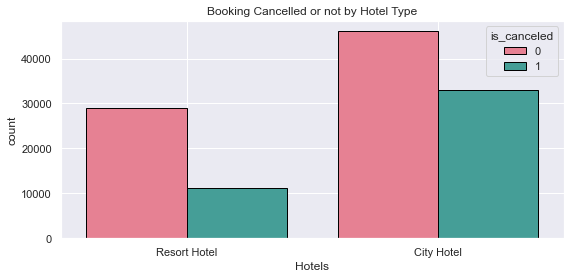 Booking Cancelled or not by Hotel Type
is_canceled
0
1
count
40000
30000
20000
10000
0
Resort Hotel
City Hotel
Hotels